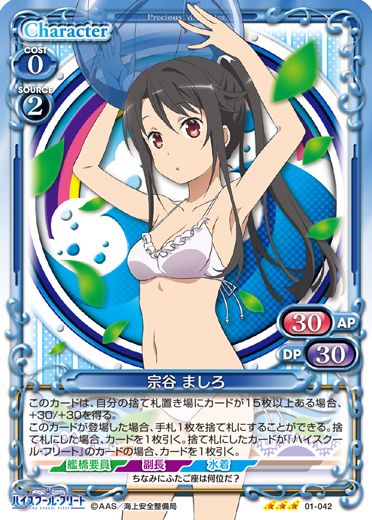 Precious Memories
Character
COST
0
SOURCE
2
30 AP
DP 30
宗谷 ましろ
このカードは、自分の捨て札置き場にカードが15枚以上ある場合、
+30/+30を得る。
このカードが登場した場合、手札1枚を捨て札にすることができる。捨
て札にした場合、カードを1枚引く。捨て札にしたカードが「ハイスクー
ル・フリート」のカードの場合、カードを1枚引く。
艦橋要員 副長 水着
ちなみにふたご座は何位だ?
ハイスクール・フリート
HIGH SCHOOL FLEET
©AAS／海上安全整備局
01-042